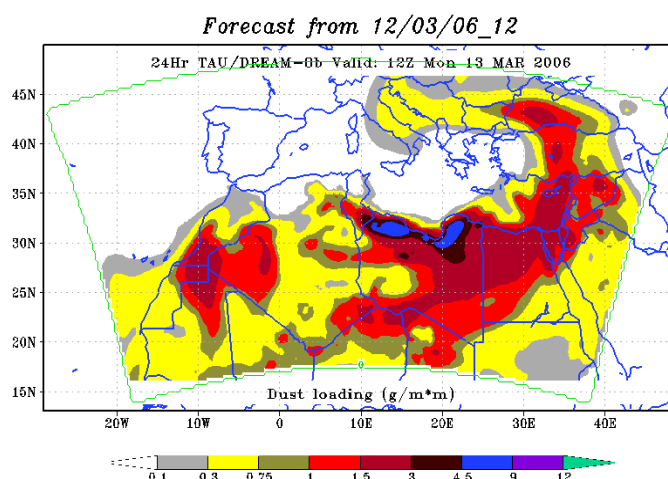 Forecast from 12/03/06_12
24Hr TAU/DREAM-8b Valid: 12Z Mon 13 MAR 2006
45N
40N
35N
30N
25N
20N
15N
0
Dust loading (g/m*m)
20W 10W 0 10E 20E 30E 40E
0.1 0.3 0.75 1 1.5 3 4.5 9 12